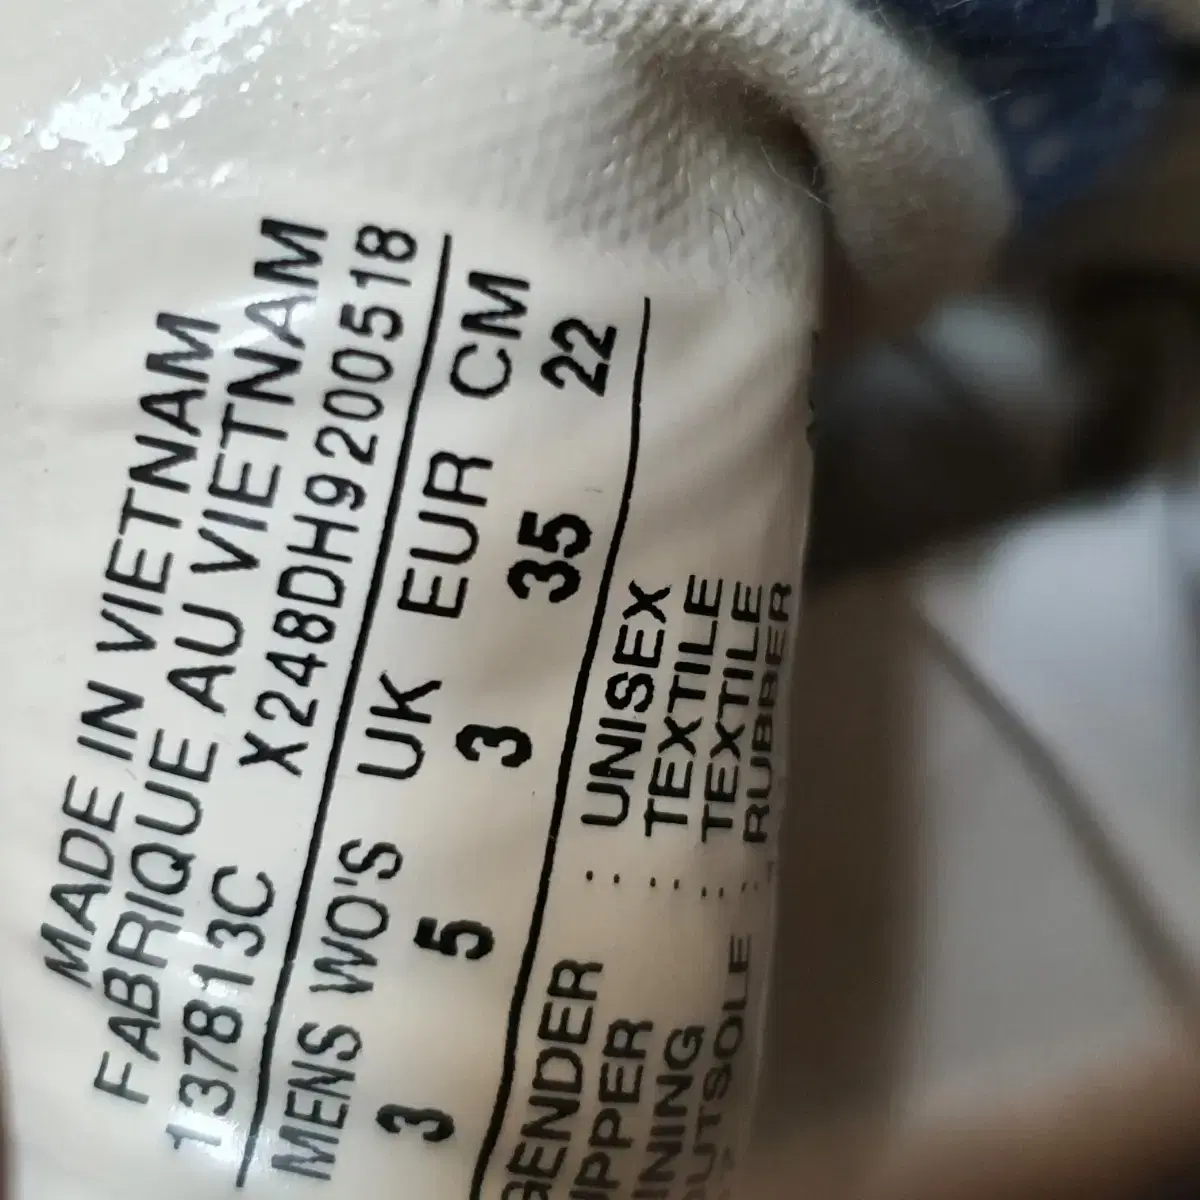 MADE IN VIETNAM
FABRIQUE AU VIETNAM
137813C X248DH9200518
MENS WO'S UK EUR CM
3 5 3 35 22
GENDER : UNISEX
UPPER : TEXTILE
LINING : TEXTILE
OUTSOLE : RUBBER